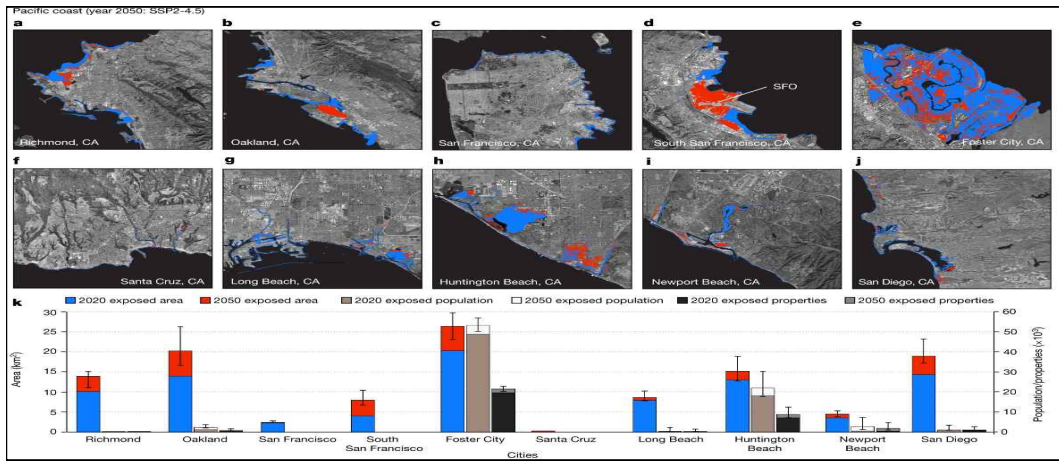 Pacific coast (year 2050: SSP2-4.5)
a
b
c
d
e
Richmond, CA
Oakland, CA
San Francisco, CA
SFO
South San Francisco, CA
Foster City, CA
f
g
h
i
j
Santa Cruz, CA
Long Beach, CA
Huntington Beach, CA
Newport Beach, CA
San Diego, CA
k
2020 exposed area
2050 exposed area
2020 exposed population
2050 exposed population
2020 exposed properties
2050 exposed properties
Area (km²)
30
25
20
15
10
5
0
60
50
40
30
20
10
0
Population/properties (×10³)
Richmond
Oakland
San Francisco
South
San Francisco
Foster City
Santa Cruz
Long Beach
Huntington
Beach
Newport
Beach
San Diego
Cities